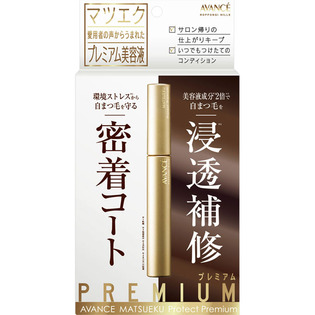 マツエク
愛用者の声からうまれた
プレミアム美容液
AVANCÉ
サロン帰りの
仕上がりキープ
いつでもつけたての
コンディション
環境ストレスから
自まつ毛を守る
密着コート
美容液成分2倍で
自まつ毛を
浸透補修
AVANCÉ
プレミアム
PREMIUM
AVANCE MATSUEKU Protect Premium